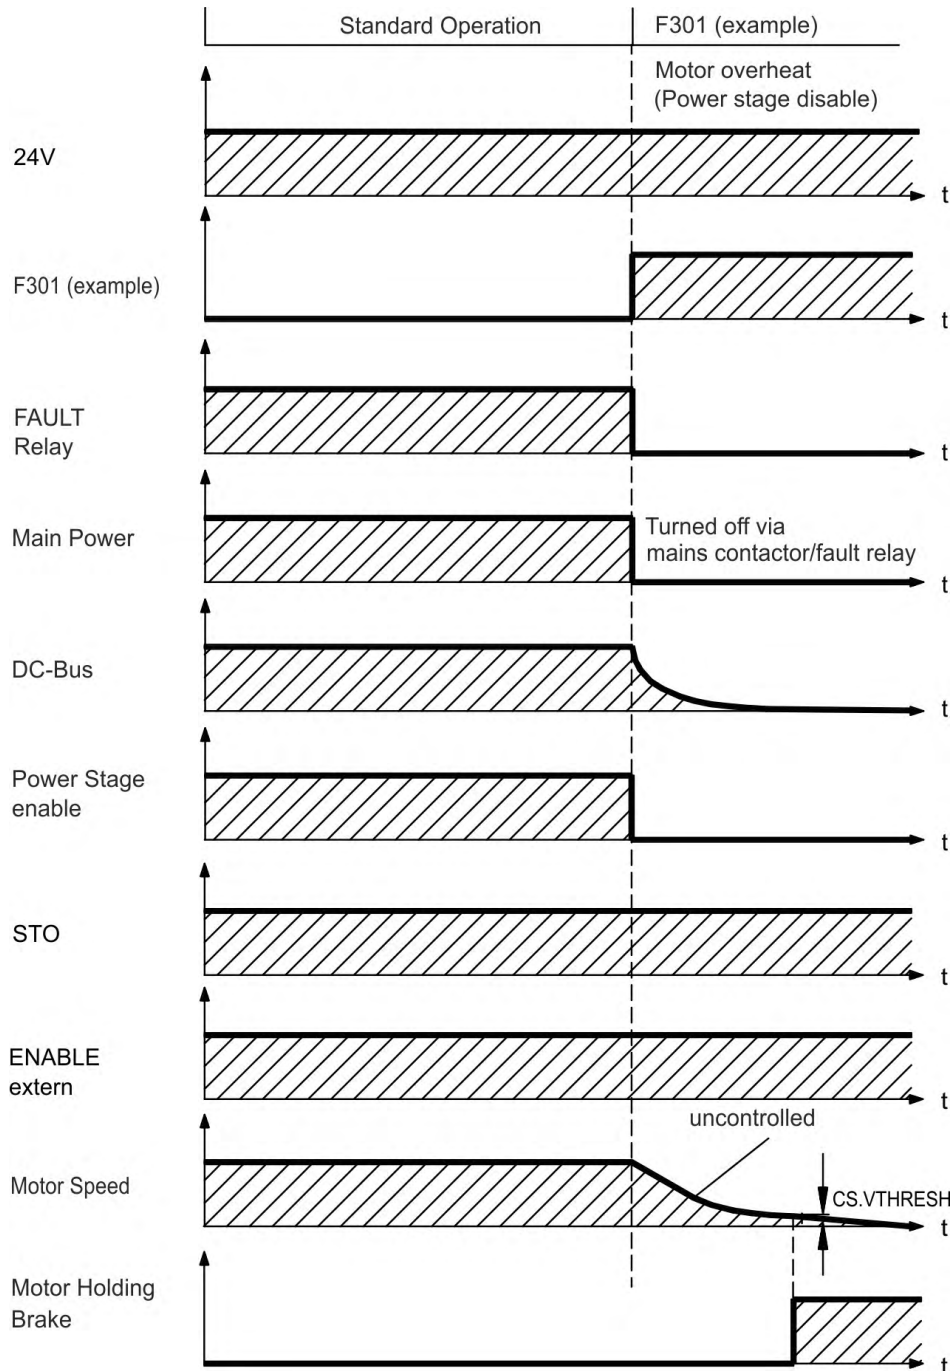 Standard Operation
F301 (example)
Motor overheat
(Power stage disable)
24V
t
F301 (example)
t
FAULT
Relay
t
Main Power
Turned off via
mains contactor/fault relay
t
DC-Bus
t
Power Stage
enable
t
STO
t
ENABLE
extern
t
uncontrolled
Motor Speed
CS.VTHRESH
t
Motor Holding
Brake
t